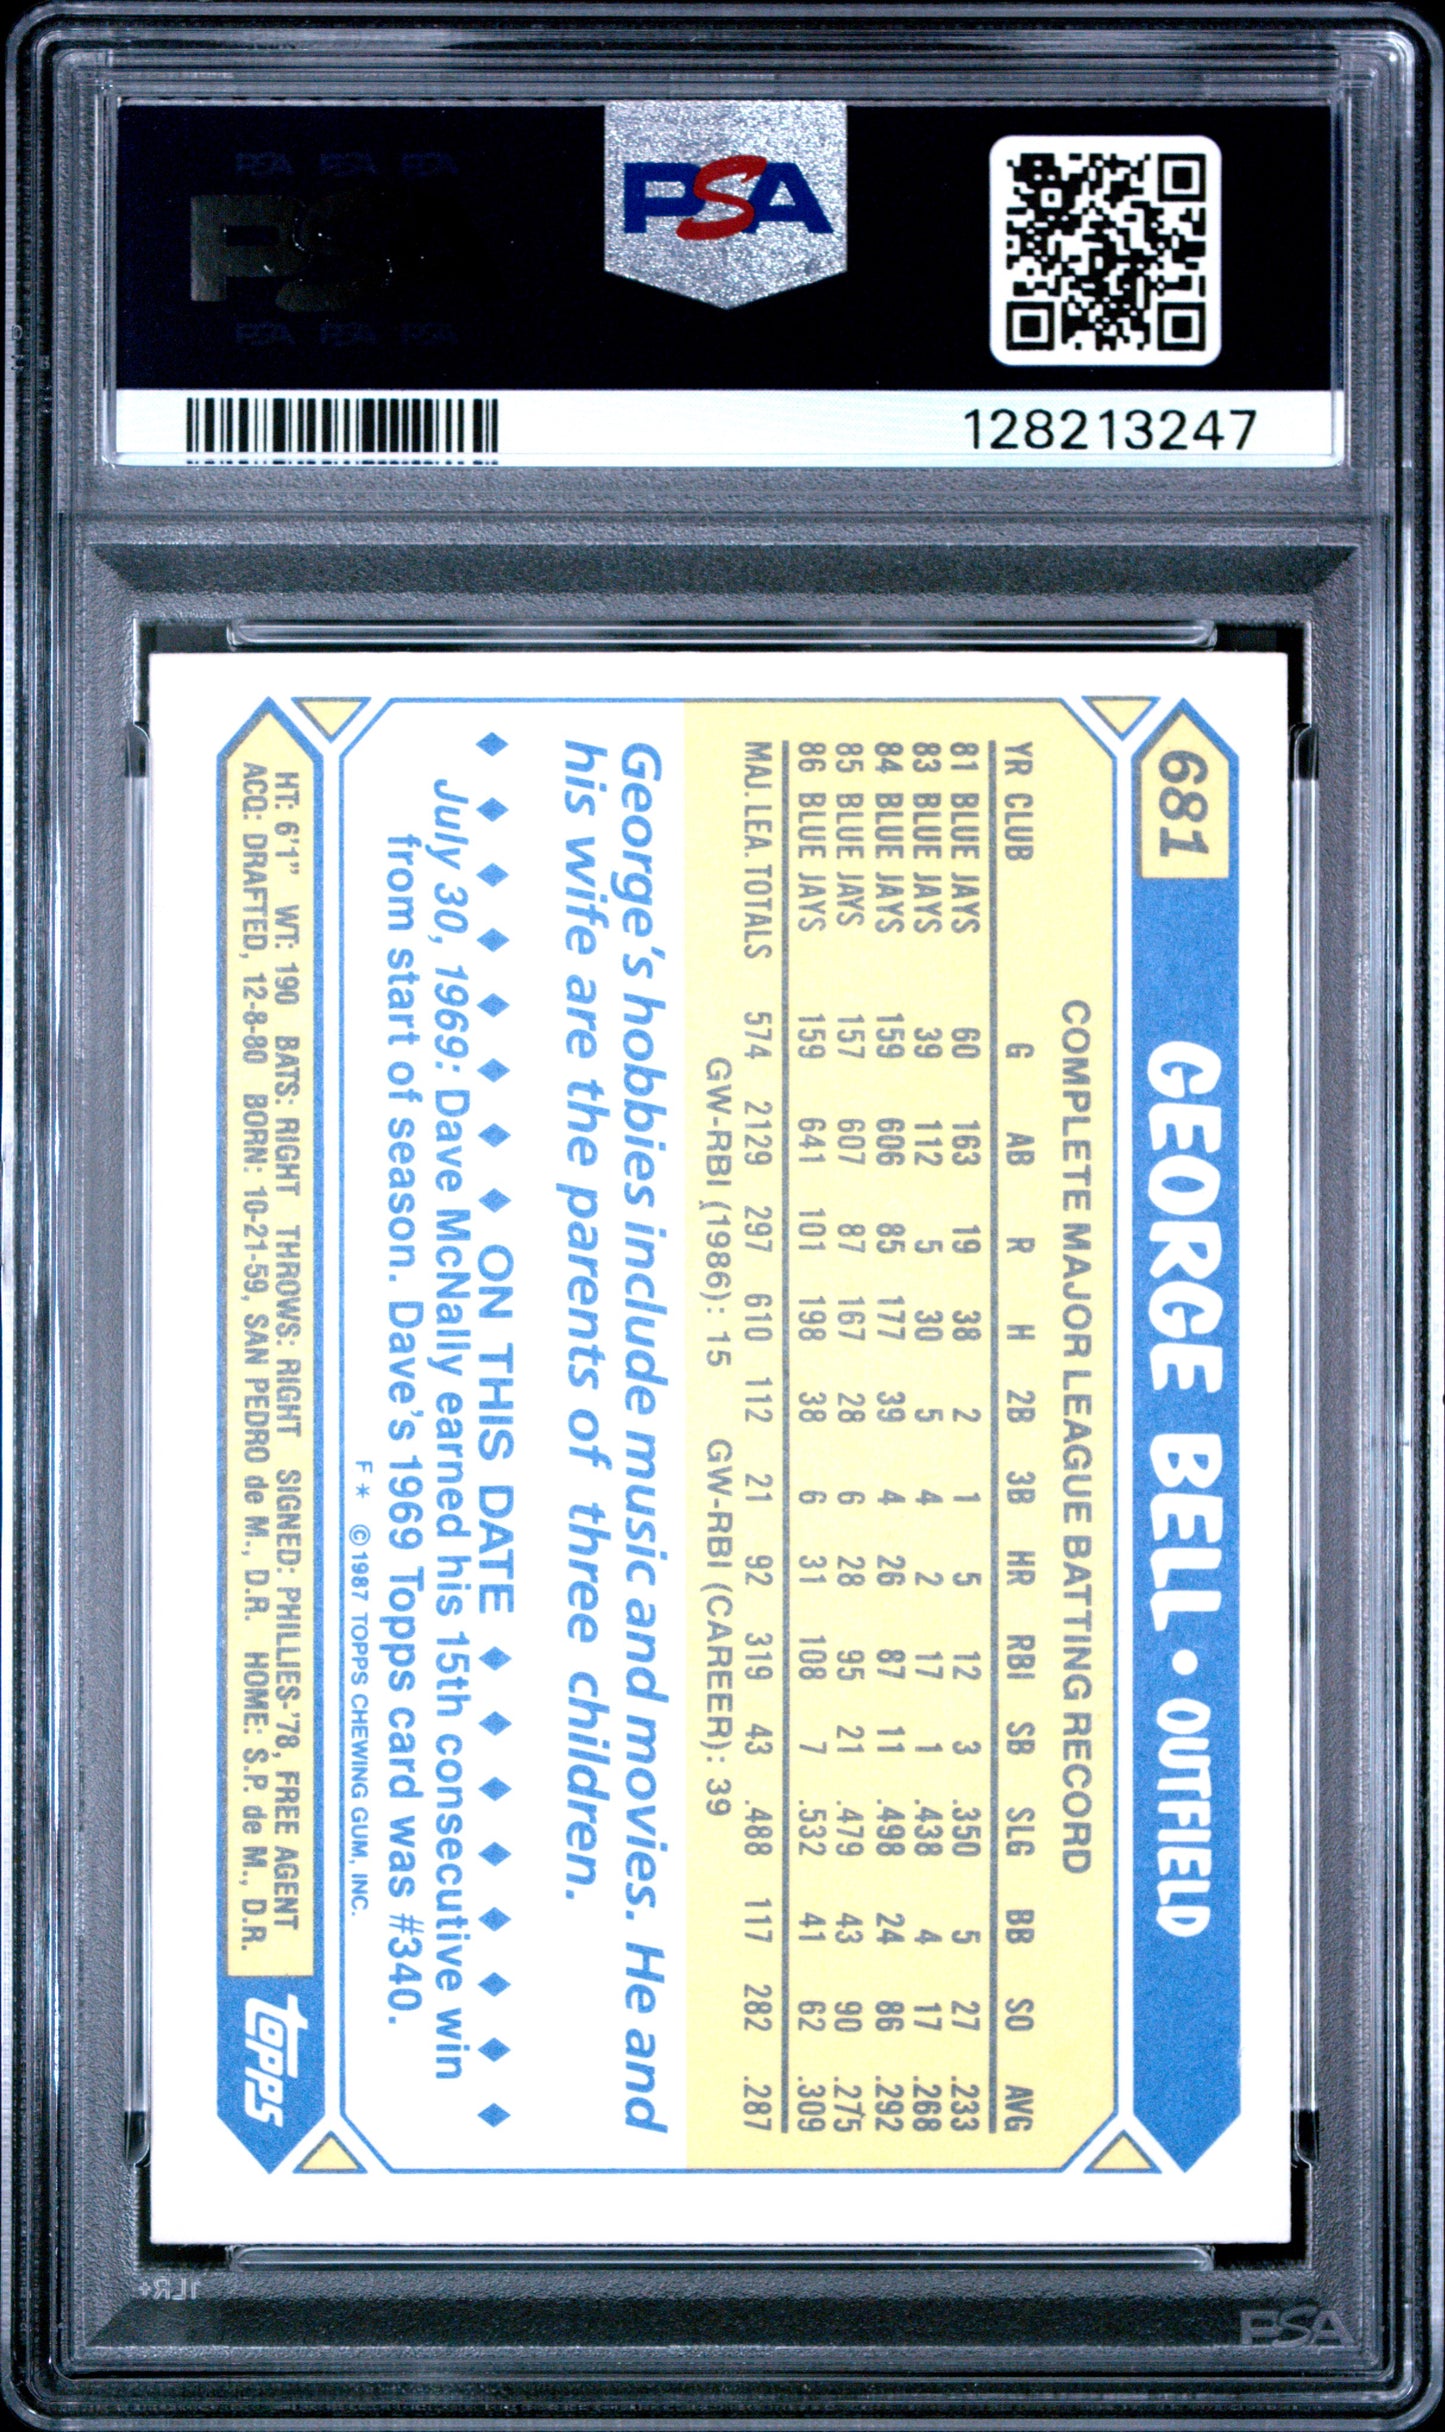 PSA PSA PSA
PSA
PSA
PSA PSA PSA
128213247
681 GEORGE BELL • OUTFIELD
COMPLETE MAJOR LEAGUE BATTING RECORD
YR CLUB G AB R H 2B 3B HR RBI SB SLG BB SO AVG
81 BLUE JAYS 60 163 19 38 2 1 5 12 3 .350 5 27 .233
83 BLUE JAYS 39 112 5 30 5 4 2 17 1 .438 4 17 .268
84 BLUE JAYS 159 606 85 177 39 4 26 87 11 .498 24 86 .292
85 BLUE JAYS 157 607 87 167 28 6 28 95 21 .479 43 90 .275
86 BLUE JAYS 159 641 101 198 38 6 31 108 7 .532 41 62 .309
MAJ. LEA. TOTALS 574 2129 297 610 112 21 92 319 43 .488 117 282 .287
GW-RBI (1986): 15 GW-RBI (CAREER): 39
George's hobbies include music and movies. He and
his wife are the parents of three children.
ON THIS DATE
July 30, 1969: Dave McNally earned his 15th consecutive win
from start of season. Dave's 1969 Topps card was #340.
F* © 1987 TOPPS CHEWING GUM, INC.
HT: 6'1" WT: 190 BATS: RIGHT THROWS: RIGHT SIGNED: PHILLIES-'78, FREE AGENT
ACQ: DRAFTED, 12-8-80 BORN: 10-21-59, SAN PEDRO de M., D.R. HOME: S.P. de M., D.R.
topps
1LR+
PSA